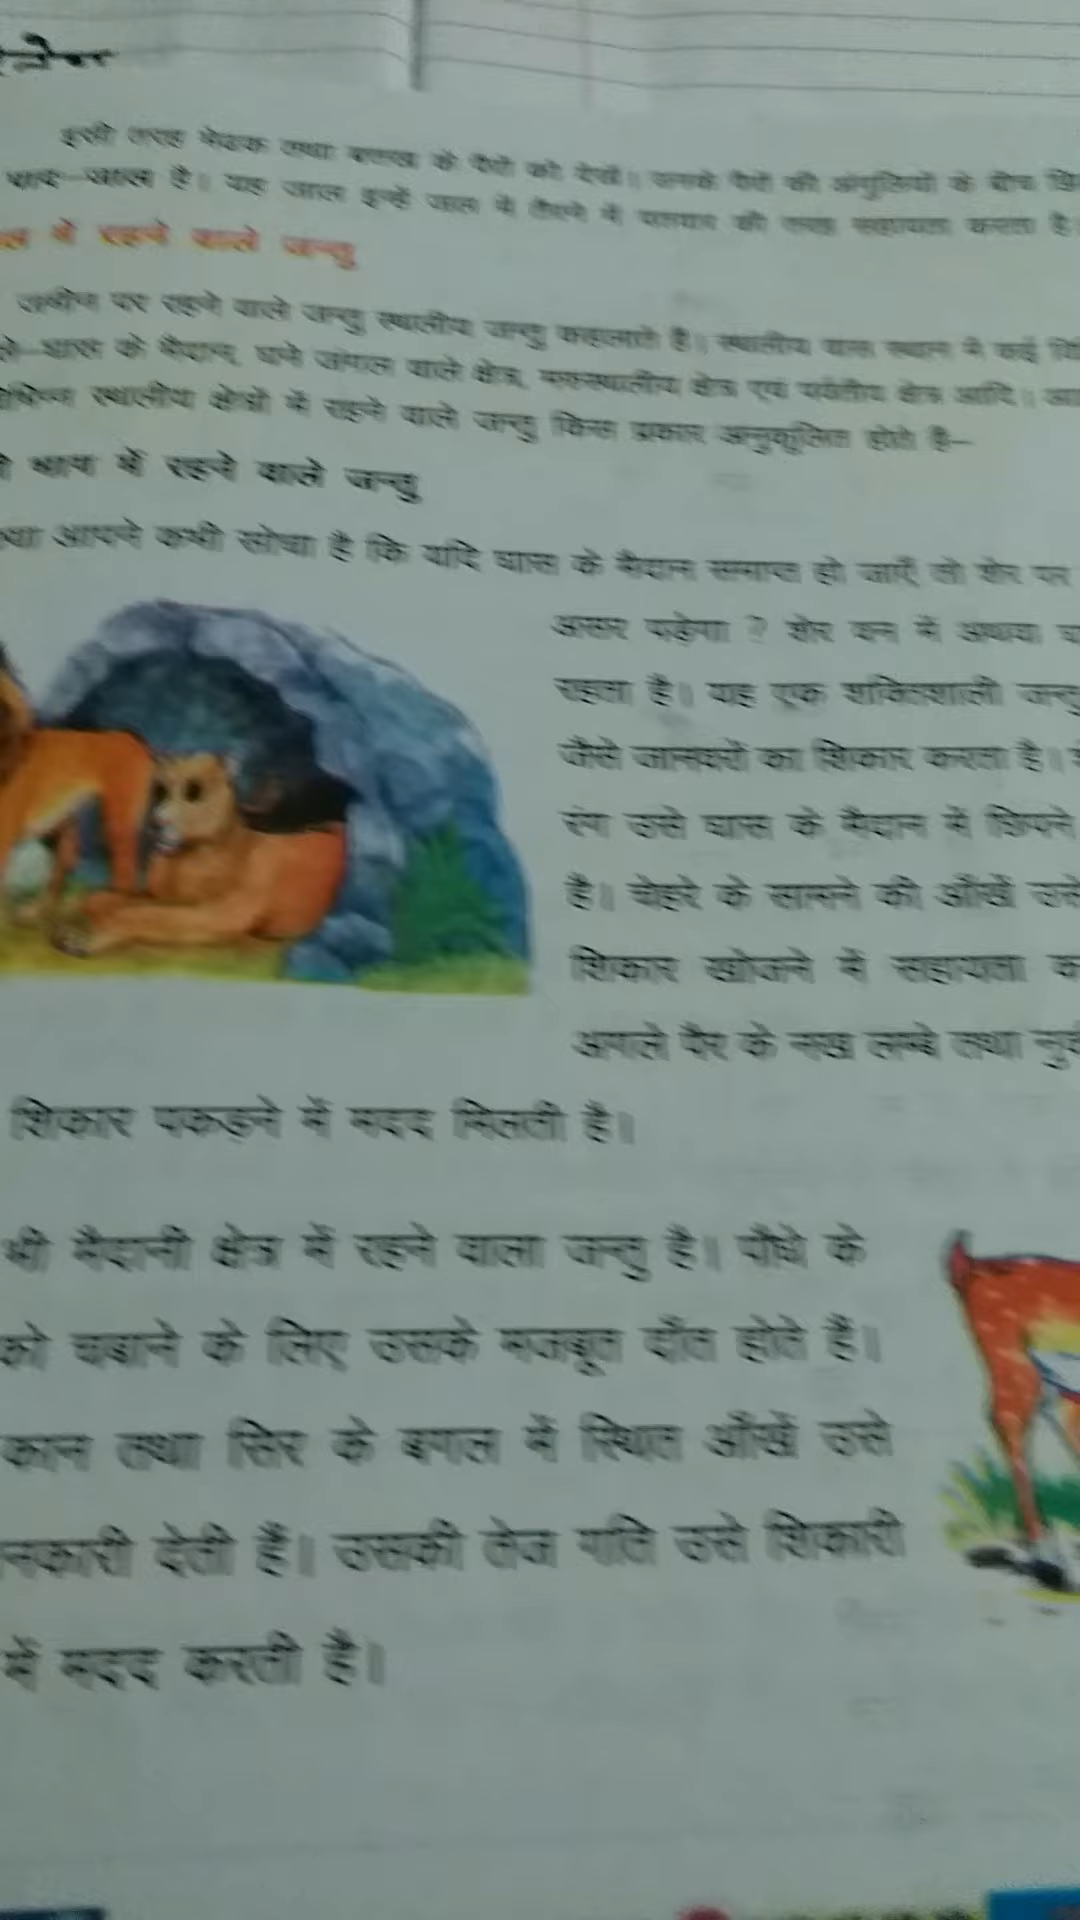 इसी तरह मेढक तथा बत्तख के पैरों को देखें। उनके पैरों की अंगुलियों के बीच
पाद-जाल है। यह जाल इन्हें जल में तैरने में पतवार की तरह सहायता करता है।
में रहने वाले जन्तु
जमीन पर रहने वाले जन्तु स्थलीय जन्तु कहलाते हैं। स्थलीय वास स्थान में कई
घास के मैदान, घने जंगल वाले क्षेत्र, मरुस्थलीय क्षेत्र एवं पर्वतीय क्षेत्र आदि।
स्थलीय क्षेत्रों में रहने वाले जन्तु किस प्रकार अनुकूलित होते हैं-
में रहने वाले जन्तु
आपने कभी सोचा है कि यदि घास के मैदान समाप्त हो जाएँ तो शेर पर
असर पड़ेगा ? शेर वन में अथवा
रहता है। यह एक शक्तिशाली जन्तु
जैसे जानवरों का शिकार करता है।
रंग उसे घास के मैदान में छिपने
है। चेहरे के सामने की आँखें उसे
शिकार खोजने में सहायता
अगले पैर के नख लम्बे तथा
शिकार पकड़ने में मदद मिलती है।
भी मैदानी क्षेत्र में रहने वाला जन्तु है। पौधे के
को चबाने के लिए उसके मजबूत दाँत होते हैं।
कान तथा सिर के बगल में स्थित आँखें उसे
देती हैं। उसकी तेज गति उसे शिकारी
में मदद करती है।